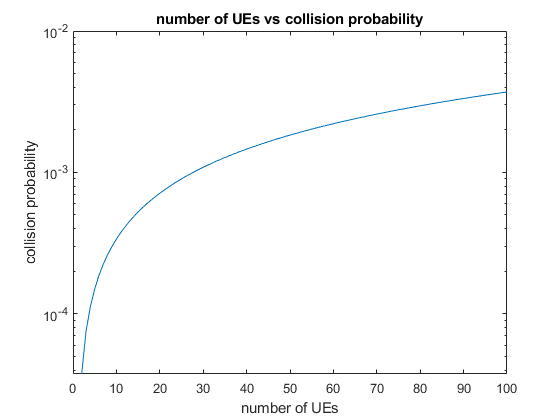 number of UEs vs collision probability
10-2
10-3
10-4
collision probability
0 10 20 30 40 50 60 70 80 90 100
number of UEs